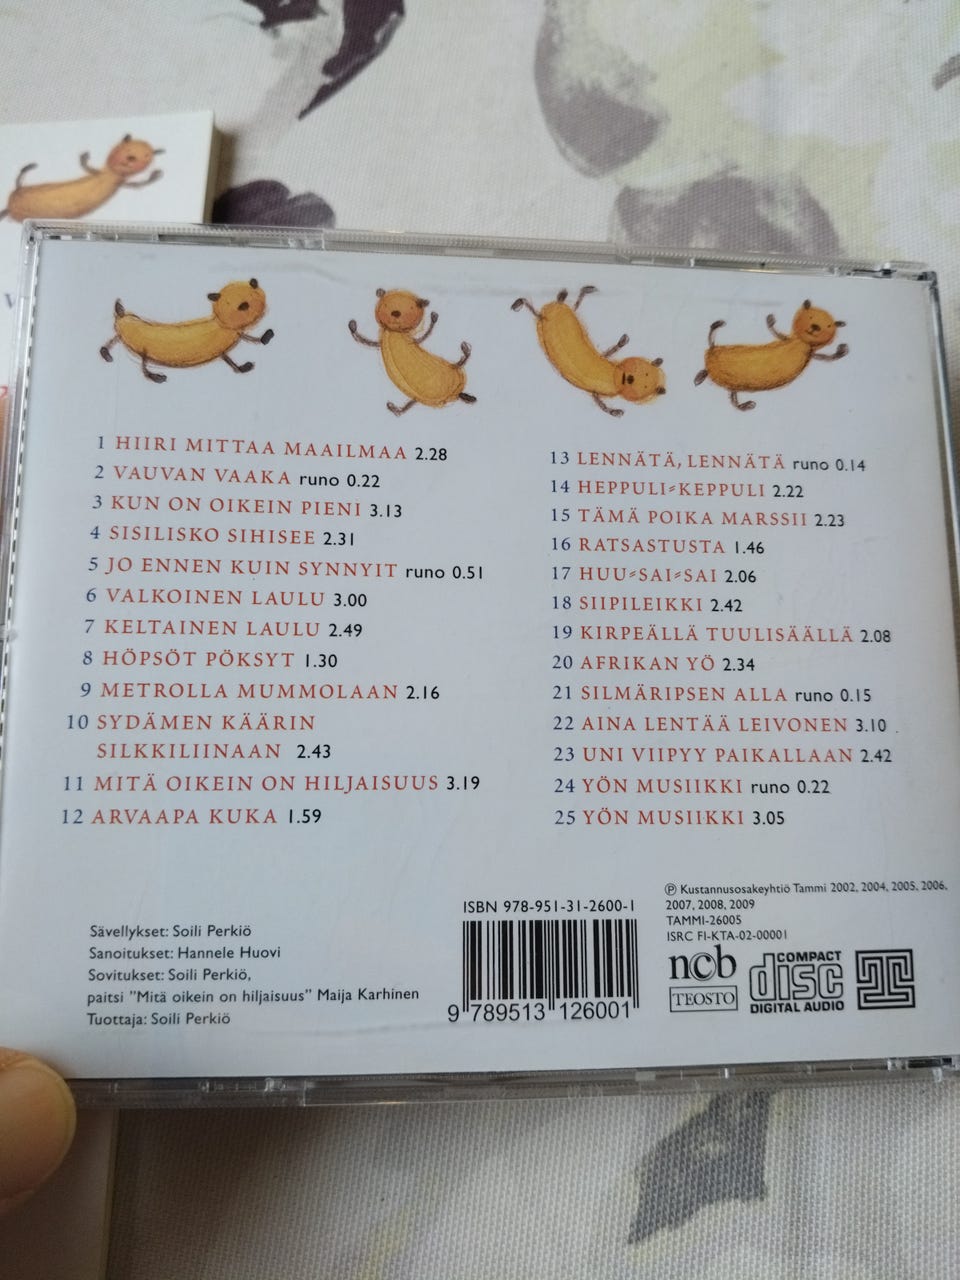 1 HIIRI MITTAA MAAILMAA 2.28
2 VAUVAN VAAKA runo 0.22
3 KUN ON OIKEIN PIENI 3.13
4 SISILISKO SIHISEE 2.31
5 JO ENNEN KUIN SYNNYIT runo 0.51
6 VALKOINEN LAULU 3.00
7 KELTAINEN LAULU 2.49
8 HÖPSÖT PÖKSYT 1.30
9 METROLLA MUMMOLAAN 2.16
10 SYDÄMEN KÄÄRIN
SILKKILIINAAN 2.43
11 MITÄ OIKEIN ON HILJAISUUS 3.19
12 ARVAAPA KUKA 1.59
13 LENNÄTÄ, LENNÄTÄ runo 0.14
14 HEPPULI-KEPPULI 2.22
15 TÄMÄ POIKA MARSSII 2.23
16 RATSASTUSTA 1.46
17 HUU-SAI-SAI 2.06
18 SIIPILEIKKI 2.42
19 KIRPEÄLLÄ TUULISÄÄLLÄ 2.08
20 AFRIKAN YÖ 2.34
21 SILMÄRIPSEN ALLA runo 0.15
22 AINA LENTÄÄ LEIVONEN 3.10
23 UNI VIIPYY PAIKALLAAN 2.42
24 YÖN MUSIIKKI runo 0.22
25 YÖN MUSIIKKI 3.05
Sävellykset: Soili Perkiö
Sanoitukset: Hannele Huovi
Sovitukset: Soili Perkiö,
paitsi "Mitä oikein on hiljaisuus" Maija Karhinen
Tuottaja: Soili Perkiö
ISBN 978-951-31-2600-1
9 789513 126001
℗ Kustannusosakeyhtiö Tammi 2002, 2004, 2005, 2006,
2007, 2008, 2009
TAMMI-26005
ISRC FI-KTA-02-00001
ncb
TEOSTO
COMPACT
disc
DIGITAL AUDIO